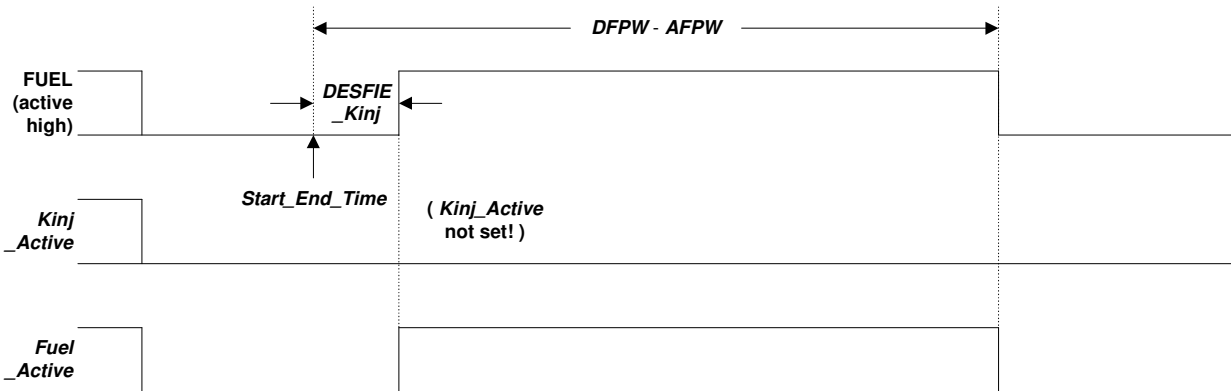 DFPW - AFPW
FUEL
(active
high)
DESFIE
_Kinj
Start_End_Time
Kinj
_Active
( Kinj_Active
not set! )
Fuel
_Active